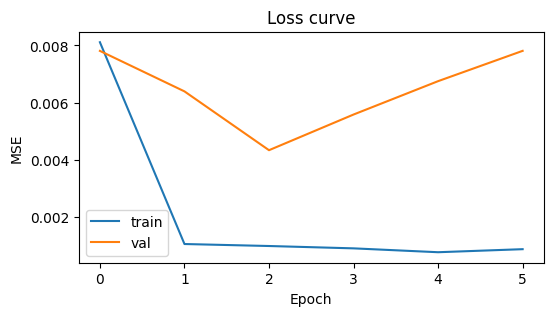 Loss curve
MSE
0.008
0.006
0.004
0.002
train
val
0 1 2 3 4 5
Epoch